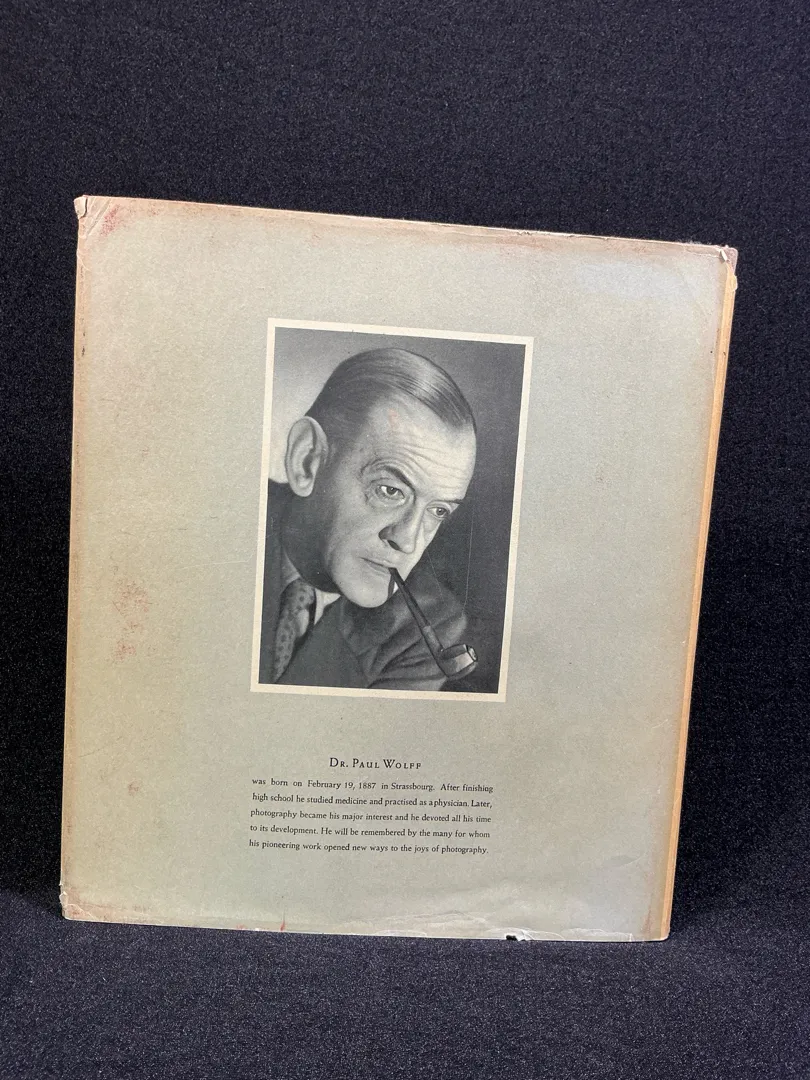 Dr. Paul Wolff
was born on February 19, 1887 in Strassbourg. After finishing
high school he studied medicine and practised as a physician. Later,
photography became his major interest and he devoted all his time
to its development. He will be remembered by the many for whom
his pioneering work opened new ways to the joys of photography.